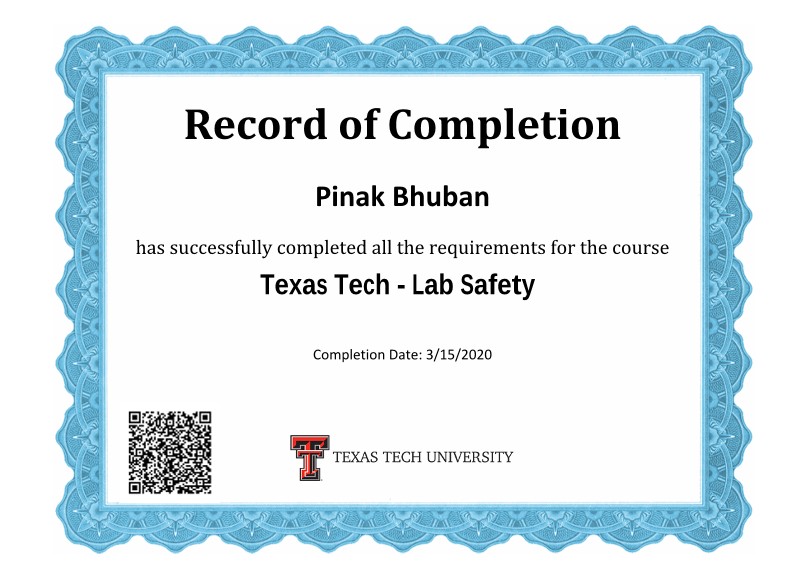 Record of Completion
Pinak Bhuban
has successfully completed all the requirements for the course
Texas Tech - Lab Safety
Completion Date: 3/15/2020
TEXAS TECH UNIVERSITY